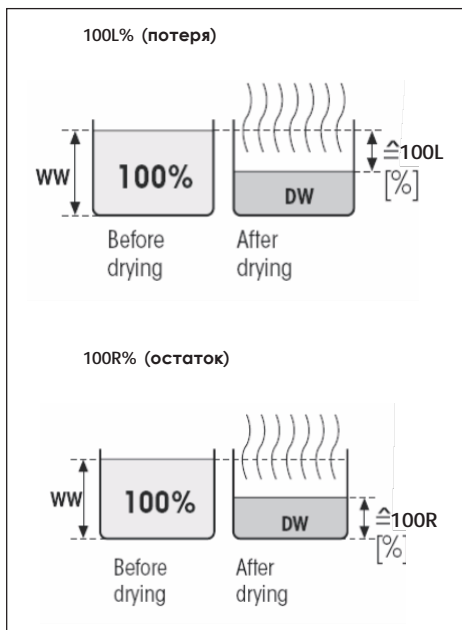 100L% (потеря)
WW
100%
DW
≙100L
[%]
Before
drying
After
drying
100R% (остаток)
WW
100%
DW
≙100R
[%]
Before
drying
After
drying